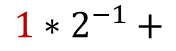 1 * 2⁻¹ +